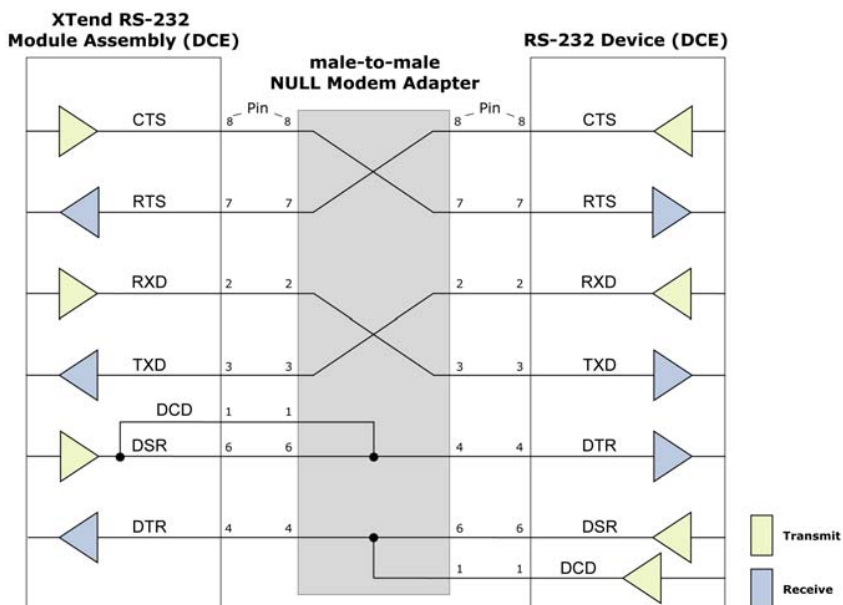 XTend RS-232
Module Assembly (DCE)
male-to-male
NULL Modem Adapter
RS-232 Device (DCE)
CTS 8 Pin 8 8 Pin 8 CTS
RTS 7 7 7 7 RTS
RXD 2 2 2 2 RXD
TXD 3 3 3 3 TXD
DCD 1 1
DSR 6 6 4 4 DTR
DTR 4 4 6 6 DSR
1 1 DCD
Transmit
Receive